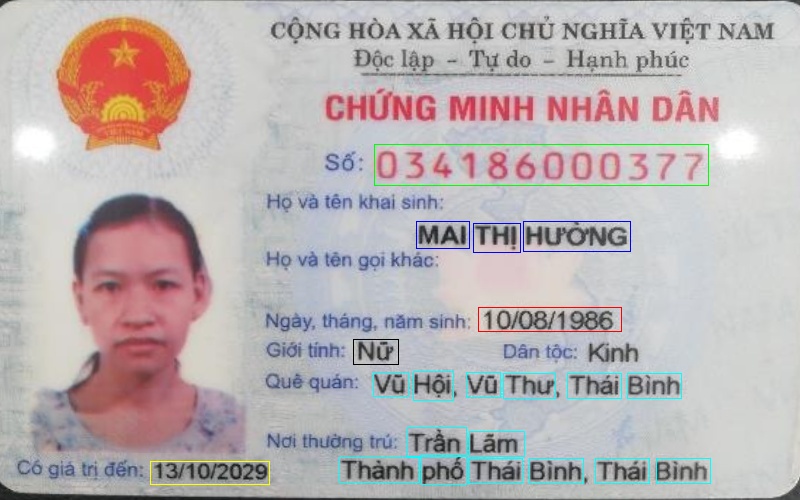 CỘNG HÒA XÃ HỘI CHỦ NGHĨA VIỆT NAM
Độc lập - Tự do - Hạnh phúc
CHỨNG MINH NHÂN DÂN
Số: 034186000377
Họ và tên khai sinh:
MAI THỊ HƯỜNG
Họ và tên gọi khác:
Ngày, tháng, năm sinh: 10/08/1986
Giới tính: Nữ Dân tộc: Kinh
Quê quán: Vũ Hội, Vũ Thư, Thái Bình
Nơi thường trú: Trần Lãm
Thành phố Thái Bình, Thái Bình
Có giá trị đến: 13/10/2029
VIỆT NAM